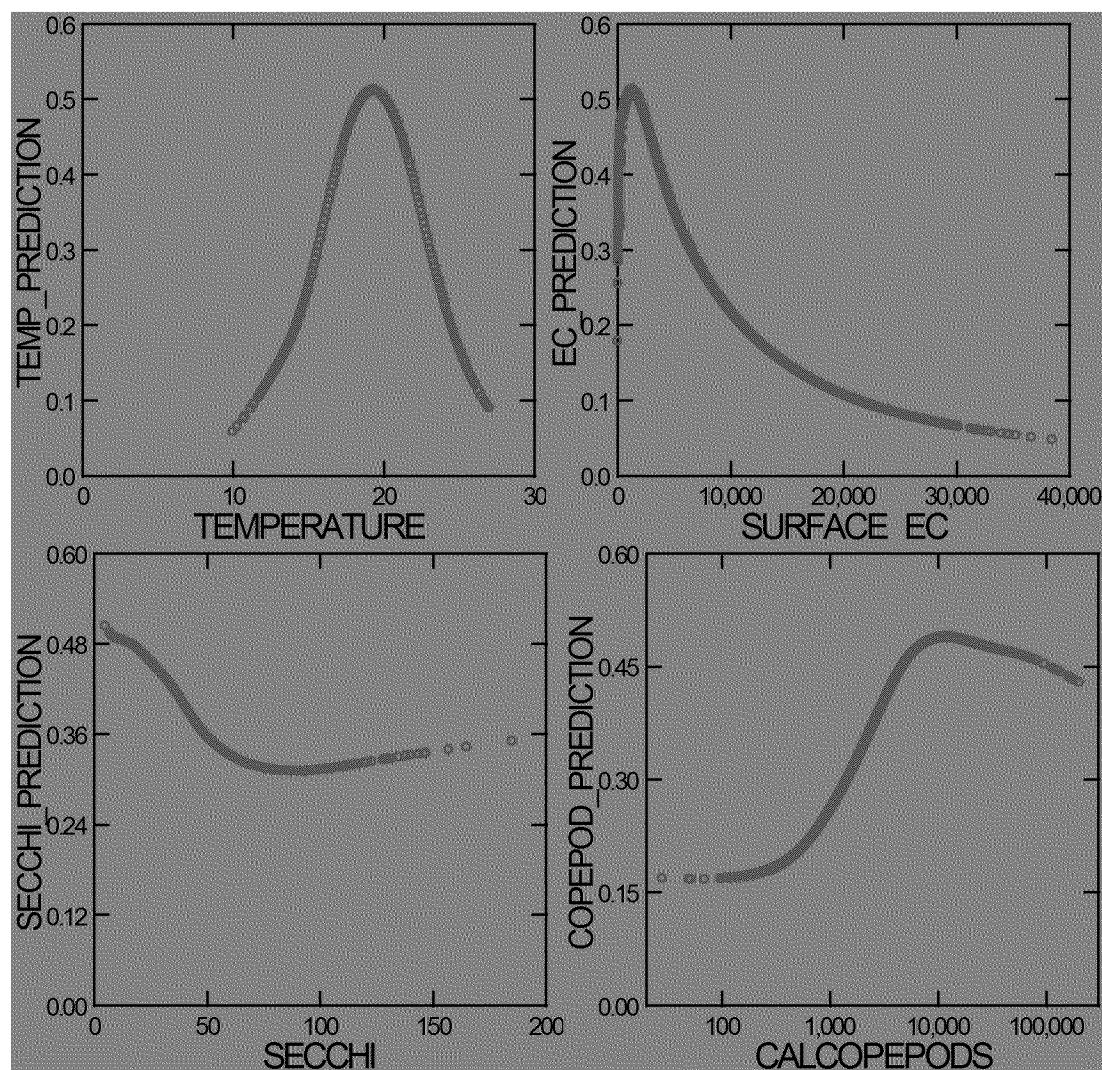 0.6
0.5
0.4
0.3
0.2
0.1
0.0
TEMP_PREDICTION
0 10 20 30
TEMPERATURE
0.6
0.5
0.4
0.3
0.2
0.1
0.0
EC_PREDICTION
0 10,000 20,000 30,000 40,000
SURFACE EC
0.60
0.48
0.36
0.24
0.12
0.00
SECCHI_PREDICTION
0 50 100 150 200
SECCHI
0.60
0.45
0.30
0.15
0.00
COPEPOD_PREDICTION
100 1,000 10,000 100,000
CALCOPEPODS